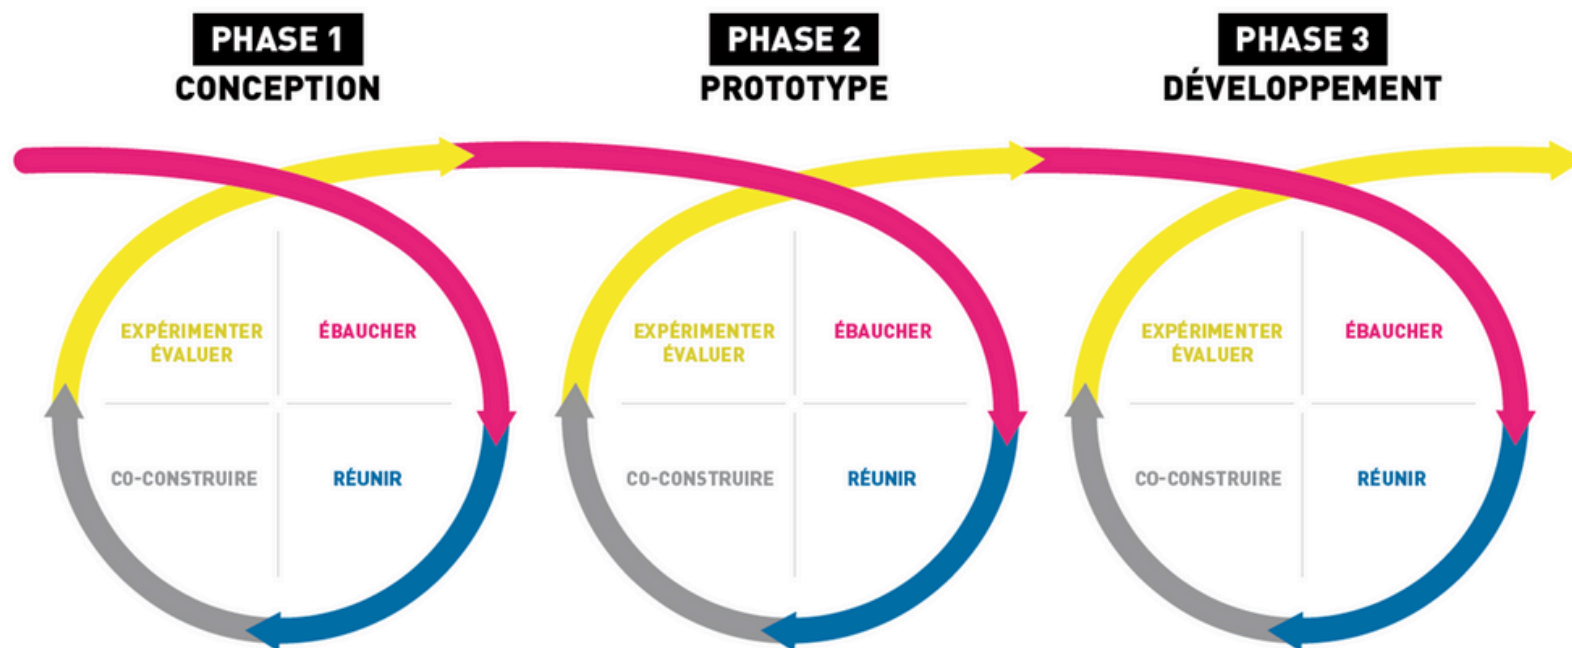 PHASE 1
CONCEPTION
EXPÉRIMENTER
ÉVALUER
ÉBAUCHER
CO-CONSTRUIRE
RÉUNIR
PHASE 2
PROTOTYPE
EXPÉRIMENTER
ÉVALUER
ÉBAUCHER
CO-CONSTRUIRE
RÉUNIR
PHASE 3
DÉVELOPPEMENT
EXPÉRIMENTER
ÉVALUER
ÉBAUCHER
CO-CONSTRUIRE
RÉUNIR